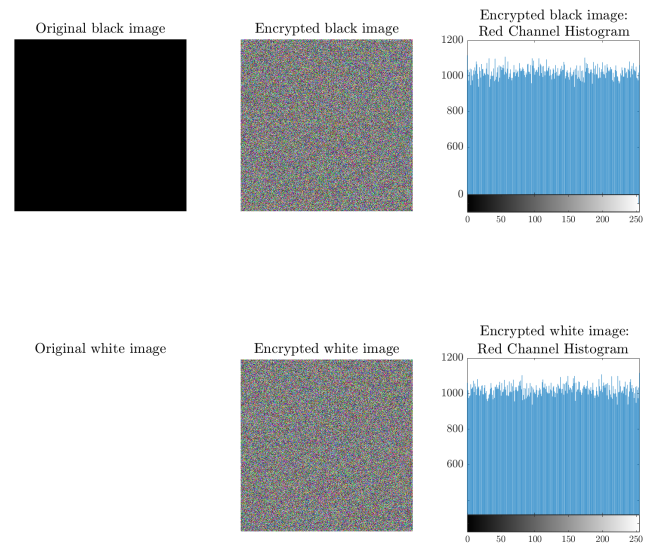 Original black image
Encrypted black image
Encrypted black image:
Red Channel Histogram
1200
1000
800
600
0
0 50 100 150 200 250
Original white image
Encrypted white image
Encrypted white image:
Red Channel Histogram
1200
1000
800
600
0 50 100 150 200 250